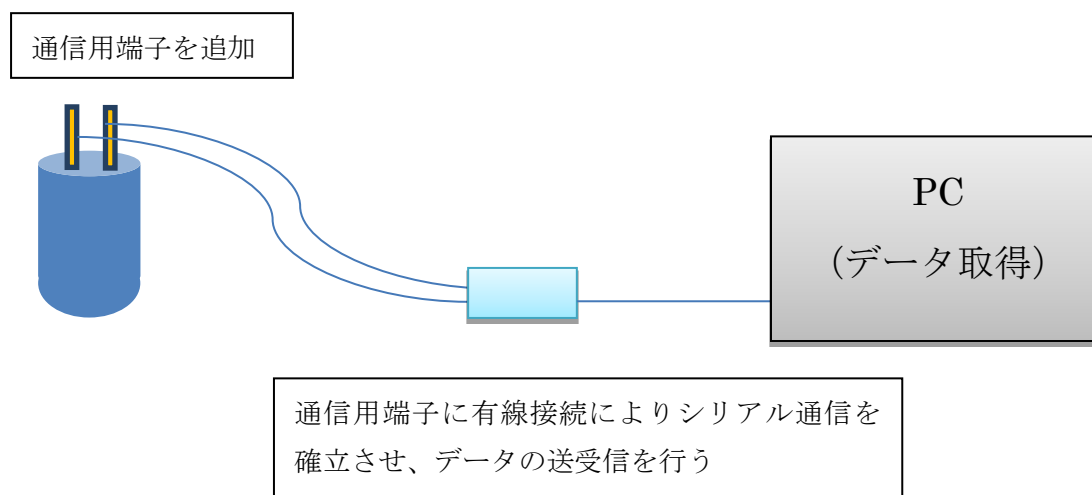 通信用端子を追加
PC
（データ取得）
通信用端子に有線接続によりシリアル通信を
確立させ、データの送受信を行う